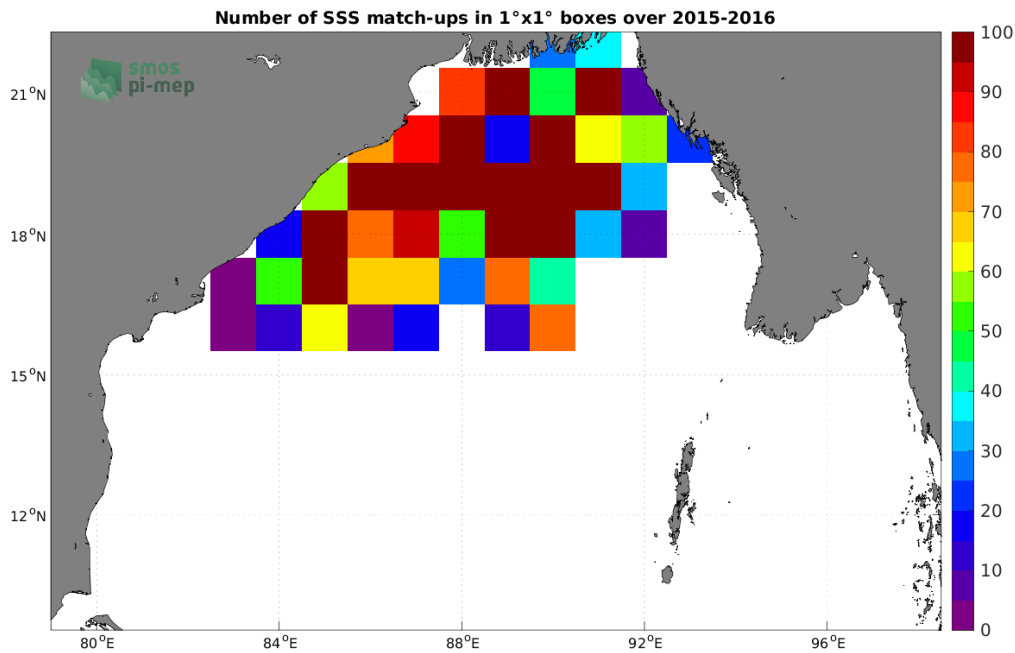 Number of SSS match-ups in 1°x1° boxes over 2015-2016
smos
pi-mep
21°N
18°N
15°N
12°N
80°E
84°E
88°E
92°E
96°E
100
90
80
70
60
50
40
30
20
10
0